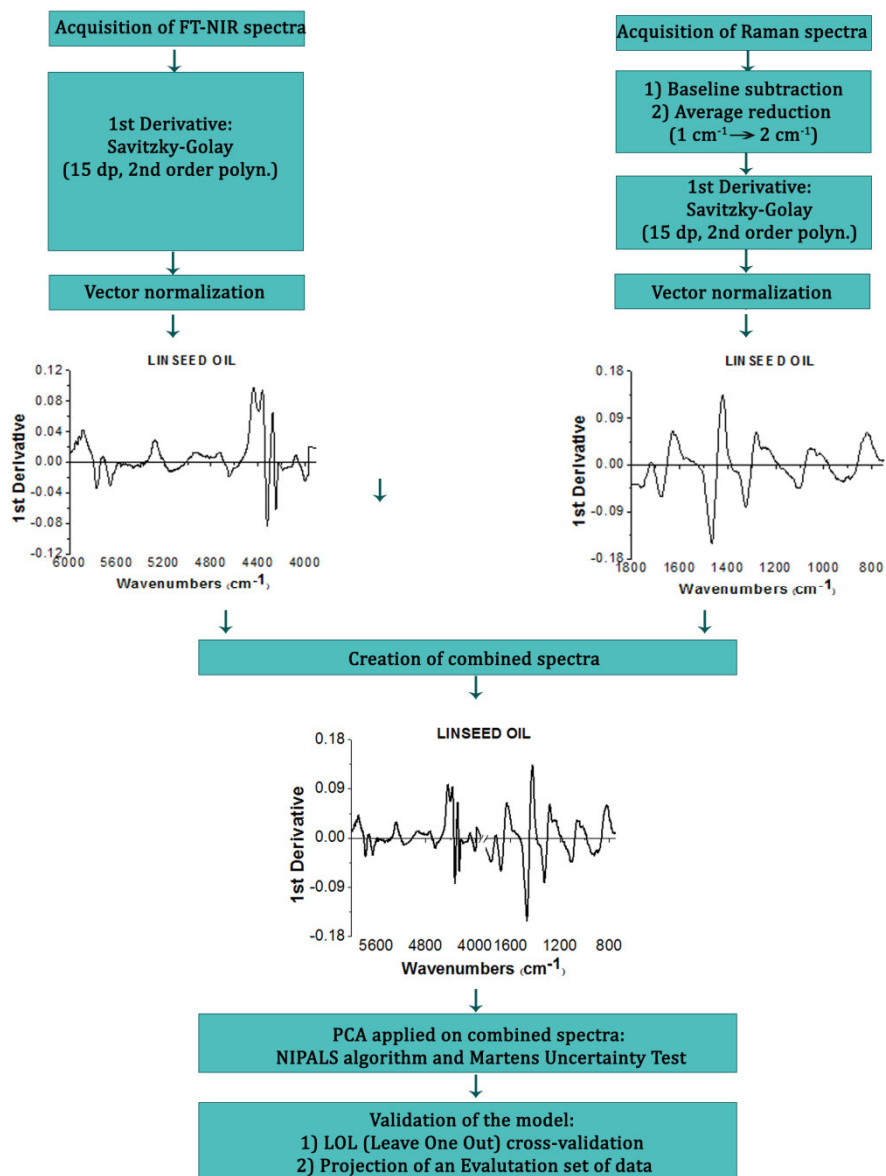 Acquisition of FT-NIR spectra
1st Derivative:
Savitzky-Golay
(15 dp, 2nd order polyn.)
Vector normalization
LINSEED OIL
1st Derivative
0.12
0.08
0.04
0.00
-0.04
-0.08
-0.12
6000 5600 5200 4800 4400 4000
Wavenumbers (cm⁻¹)
Acquisition of Raman spectra
1) Baseline subtraction
2) Average reduction
(1 cm⁻¹→ 2 cm⁻¹)
1st Derivative:
Savitzky-Golay
(15 dp, 2nd order polyn.)
Vector normalization
LINSEED OIL
1st Derivative
0.18
0.09
0.00
-0.09
-0.18
1800 1600 1400 1200 1000 800
Wavenumbers (cm⁻¹)
Creation of combined spectra
LINSEED OIL
1st Derivative
0.18
0.09
0.00
-0.09
-0.18
5600 4800 4000 1600 1200 800
Wavenumbers (cm⁻¹)
PCA applied on combined spectra:
NIPALS algorithm and Martens Uncertainty Test
Validation of the model:
1) LOL (Leave One Out) cross-validation
2) Projection of an Evalutation set of data